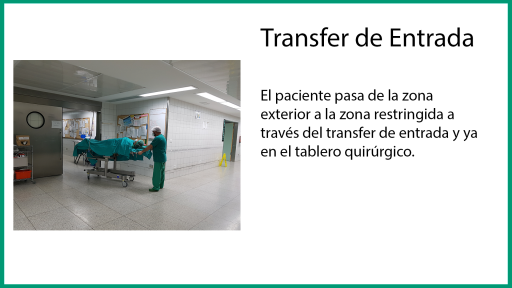 Transfer de Entrada
El paciente pasa de la zona
exterior a la zona restringida a
través del transfer de entrada y ya
en el tablero quirúrgico.